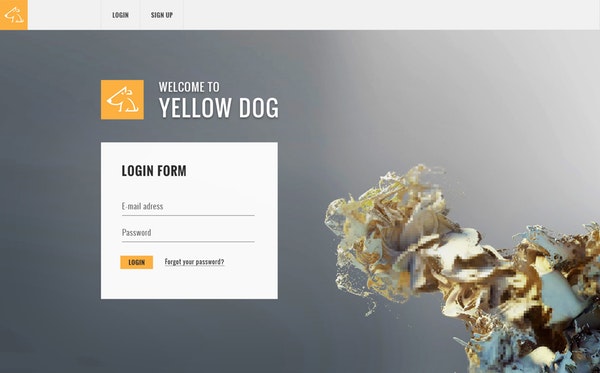 LOGIN
SIGN UP
WELCOME TO
YELLOW DOG
LOGIN FORM
E-mail adress
Password
LOGIN
Forgot your password?